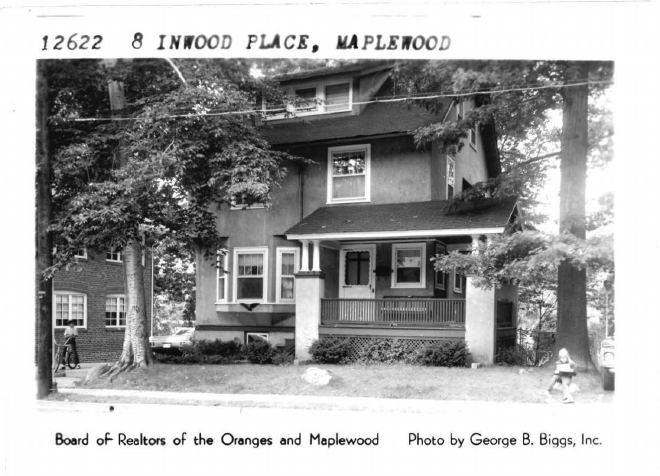 12622 8 INWOOD PLACE, MAPLEWOOD
Board of Realtors of the Oranges and Maplewood Photo by George B. Biggs, Inc.